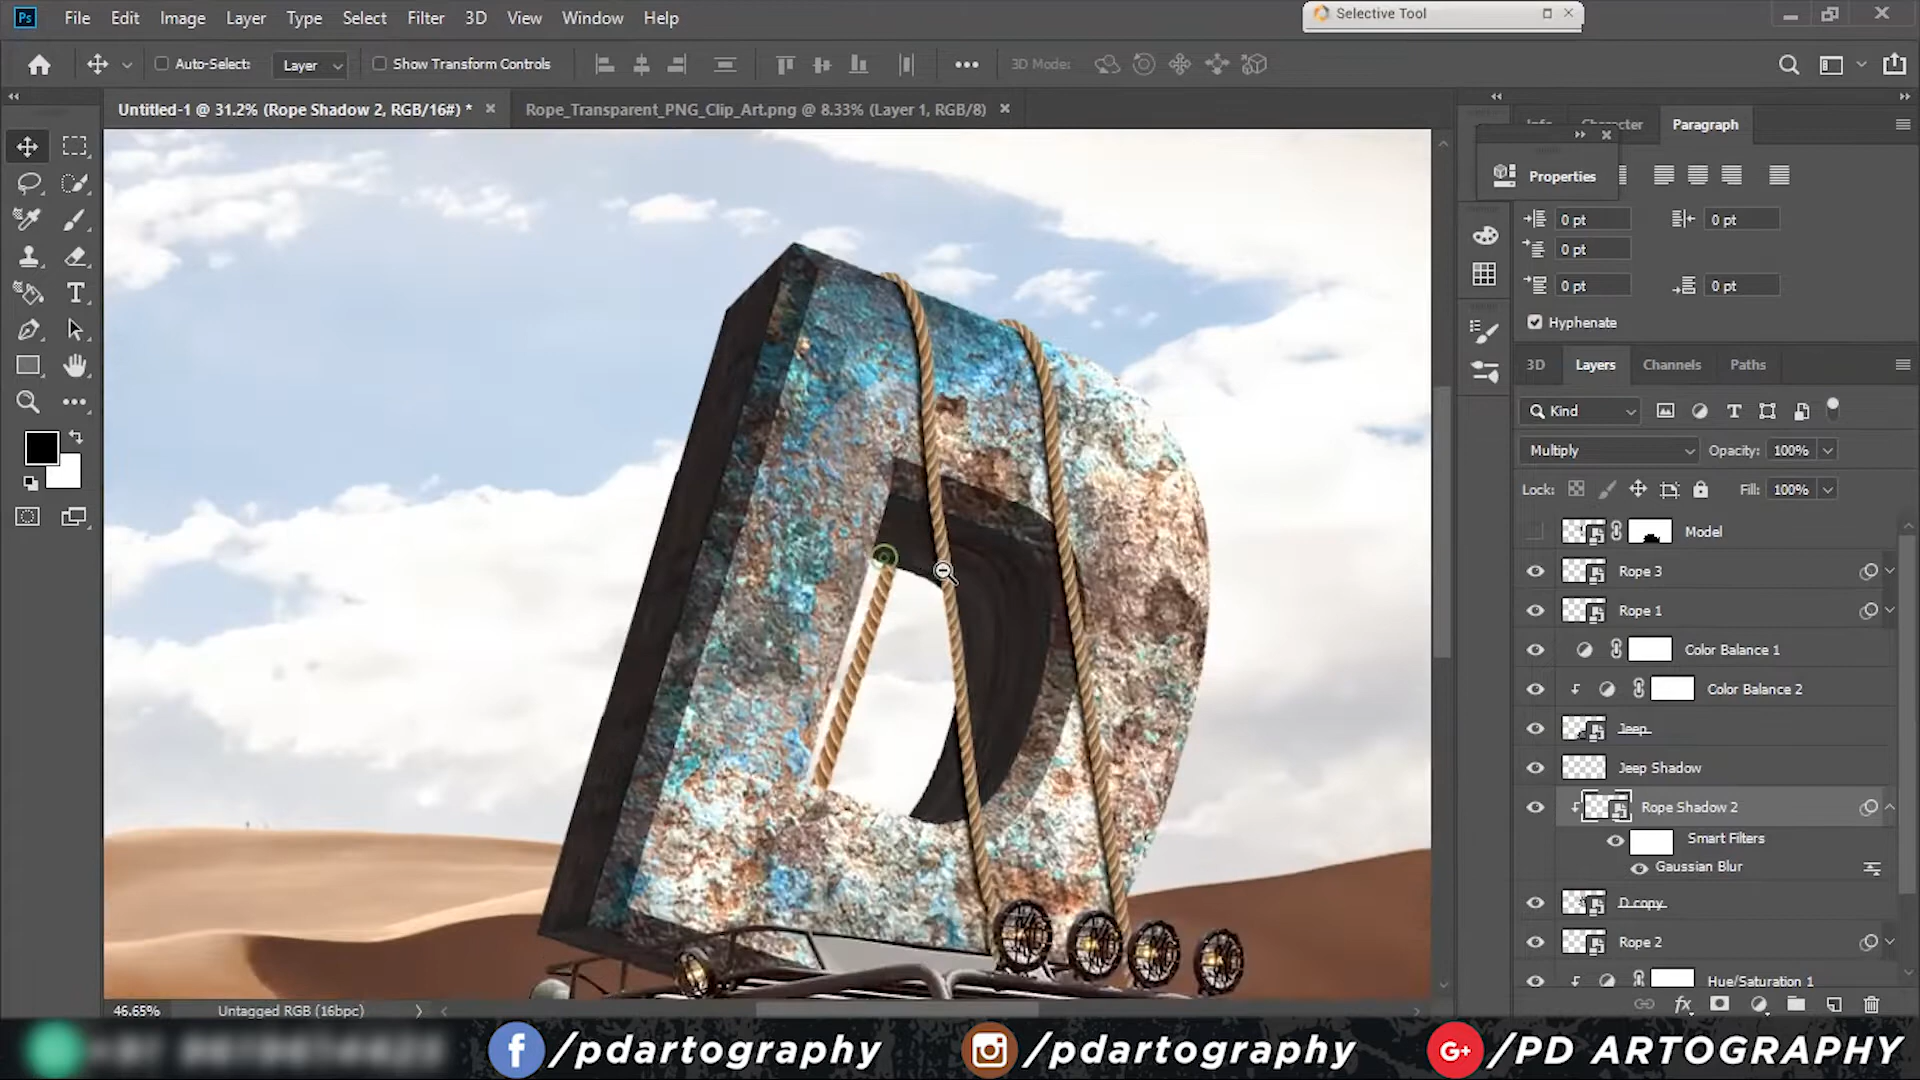 Ps File Edit Image Layer Type Select Filter 3D View Window Help Selective Tool
Auto-Select: Layer Show Transform Controls 3D Mode:
Untitled-1 @ 31.2% (Rope Shadow 2, RGB/16#) * Rope_Transparent_PNG_Clip_Art.png @ 8.33% (Layer 1, RGB/8)
Info Character Paragraph
Properties
0 pt 0 pt
0 pt
0 pt 0 pt
Hyphenate
3D Layers Channels Paths
Kind
Multiply Opacity: 100%
Lock: Fill: 100%
Model
Rope 3
Rope 1
Color Balance 1
Color Balance 2
Jeep
Jeep Shadow
Rope Shadow 2
Smart Filters
Gaussian Blur
D copy
Rope 2
Hue/Saturation 1
46.65% Untagged RGB (16bpc)
/pdartography /pdartography G+ /PD ARTOGRAPHY